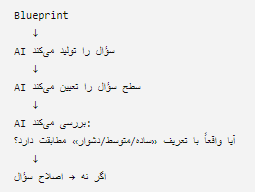 Blueprint
↓
AI سؤال را تولید می‌کند
↓
AI سطح سؤال را تعیین می‌کند
↓
AI بررسی می‌کند:
آیا واقعاً با تعریف «ساده/متوسط/دشوار» مطابقت دارد؟
↓
اگر نه → اصلاح سؤال